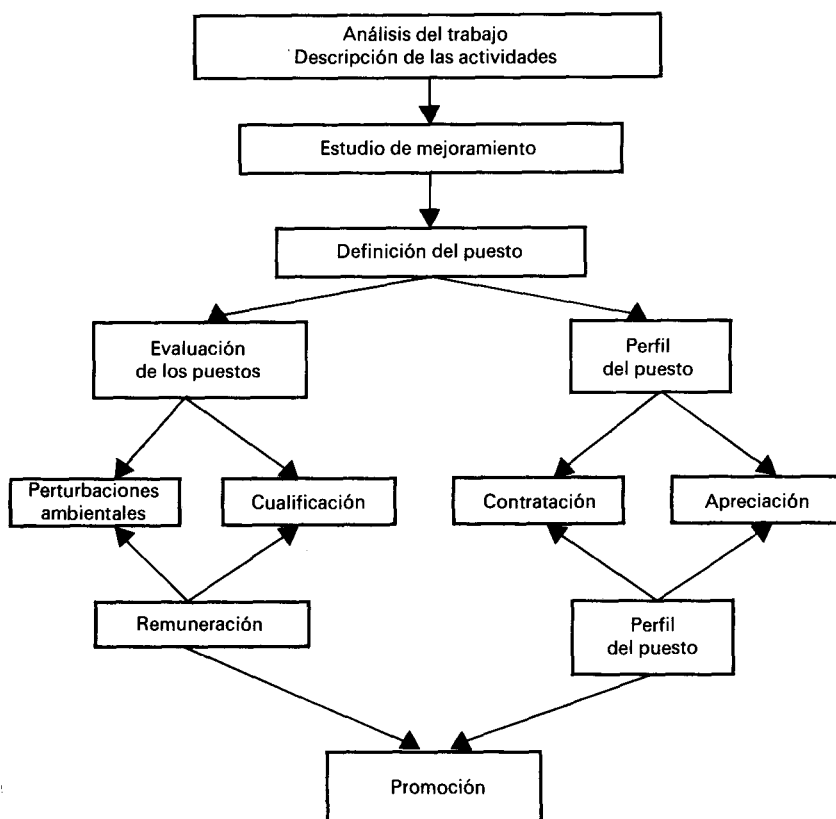 Análisis del trabajo
Descripción de las actividades
Estudio de mejoramiento
Definición del puesto
Evaluación
de los puestos
Perfil
del puesto
Perturbaciones
ambientales
Cualificación
Contratación
Apreciación
Remuneración
Perfil
del puesto
Promoción